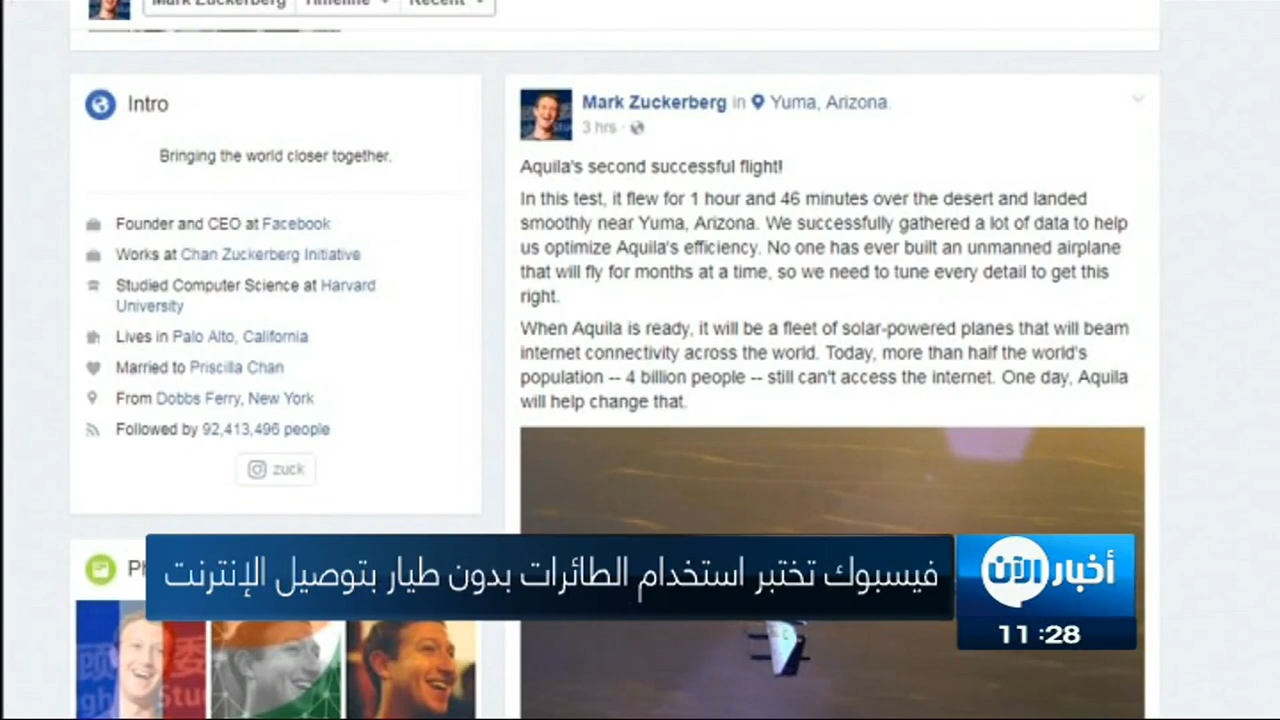 Mark Zuckerberg Timeline Recent
Intro
Bringing the world closer together.
Founder and CEO at Facebook
Works at Chan Zuckerberg Initiative
Studied Computer Science at Harvard
University
Lives in Palo Alto, California
Married to Priscilla Chan
From Dobbs Ferry, New York
Followed by 92,413,496 people
zuck
Mark Zuckerberg in Yuma, Arizona.
3 hrs ·
Aquila's second successful flight!
In this test, it flew for 1 hour and 46 minutes over the desert and landed
smoothly near Yuma, Arizona. We successfully gathered a lot of data to help
us optimize Aquila's efficiency. No one has ever built an unmanned airplane
that will fly for months at a time, so we need to tune every detail to get this
right.
When Aquila is ready, it will be a fleet of solar-powered planes that will beam
internet connectivity across the world. Today, more than half the world's
population -- 4 billion people -- still can't access the internet. One day, Aquila
will help change that.
فيسبوك تختبر استخدام الطائرات بدون طيار بتوصيل الإنترنت
أخبار الآن
11:28